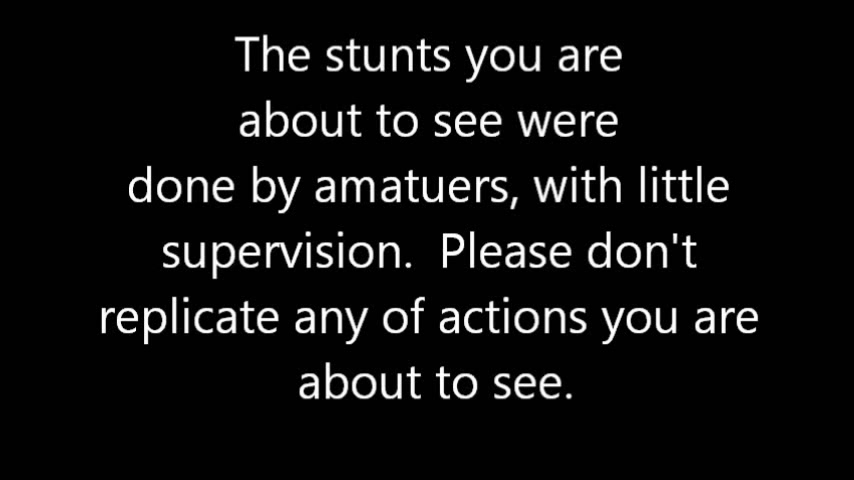 The stunts you are
about to see were
done by amatuers, with little
supervision.  Please don't
replicate any of actions you are
about to see.